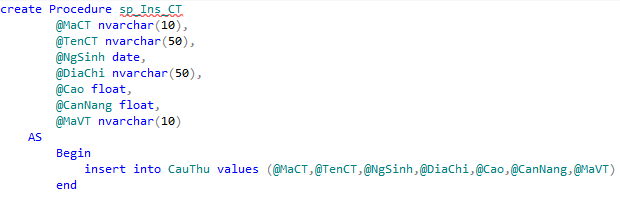 create Procedure sp_Ins_CT
@MaCT nvarchar(10),
@TenCT nvarchar(50),
@NgSinh date,
@DiaChi nvarchar(50),
@Cao float,
@CanNang float,
@MaVT nvarchar(10)
AS
Begin
insert into CauThu values (@MaCT,@TenCT,@NgSinh,@DiaChi,@Cao,@CanNang,@MaVT)
end